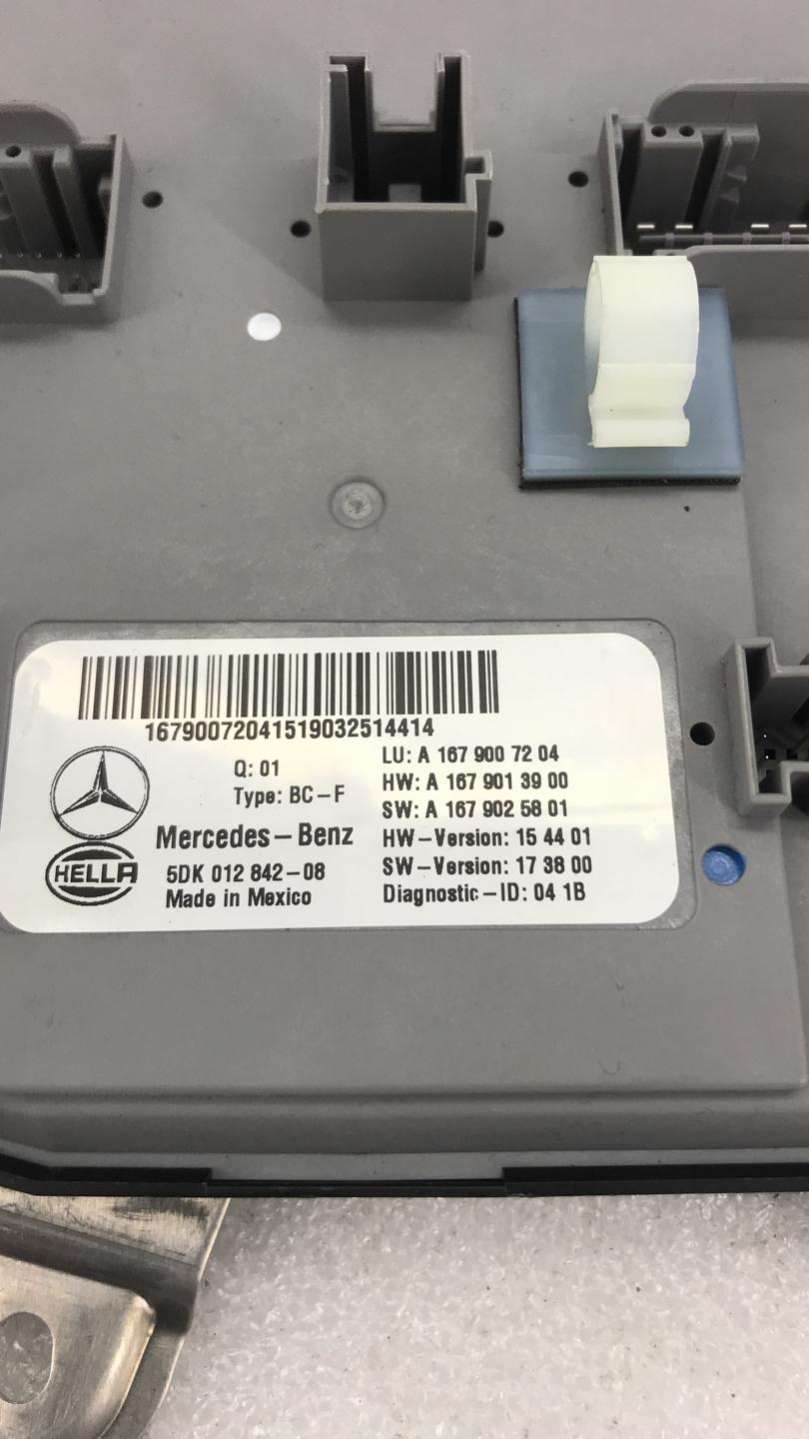 16790072041519032514414
Q: 01
Type: BC-F
Mercedes-Benz
HELLA
5DK 012 842-08
Made in Mexico
LU: A 167 900 72 04
HW: A 167 901 39 00
SW: A 167 902 58 01
HW-Version: 15 44 01
SW-Version: 17 38 00
Diagnostic-ID: 04 1B